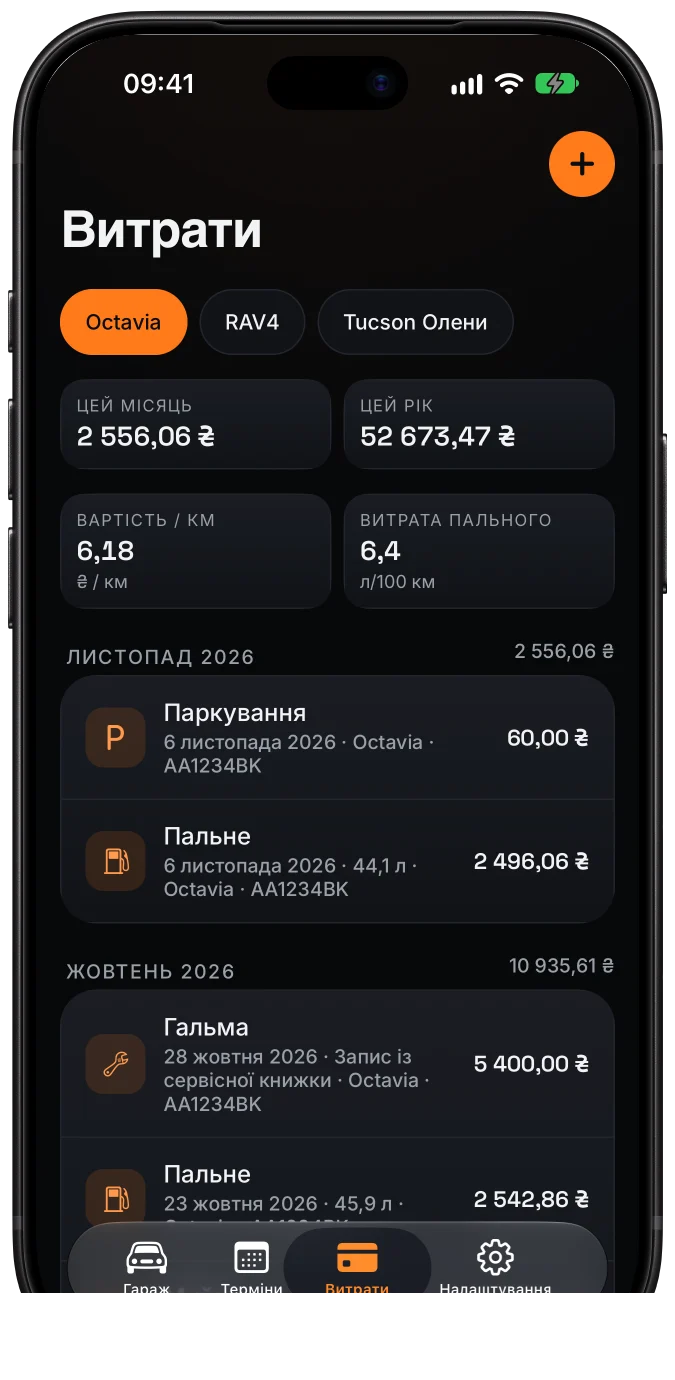 09:41
Витрати
Octavia
RAV4
Tucson Олени
ЦЕЙ МІСЯЦЬ
2 556,06 ₴
ЦЕЙ РІК
52 673,47 ₴
ВАРТІСТЬ / КМ
6,18
₴ / км
ВИТРАТА ПАЛЬНОГО
6,4
л/100 км
ЛИСТОПАД 2026
2 556,06 ₴
P
Паркування
6 листопада 2026 · Octavia ·
AA1234BK
60,00 ₴
Пальне
6 листопада 2026 · 44,1 л ·
Octavia · AA1234BK
2 496,06 ₴
ЖОВТЕНЬ 2026
10 935,61 ₴
Гальма
28 жовтня 2026 · Запис із
сервісної книжки · Octavia ·
AA1234BK
5 400,00 ₴
Пальне
23 жовтня 2026 · 45,9 л ·
2 542,86 ₴
Гараж
Терміни
Витрати
Налаштування